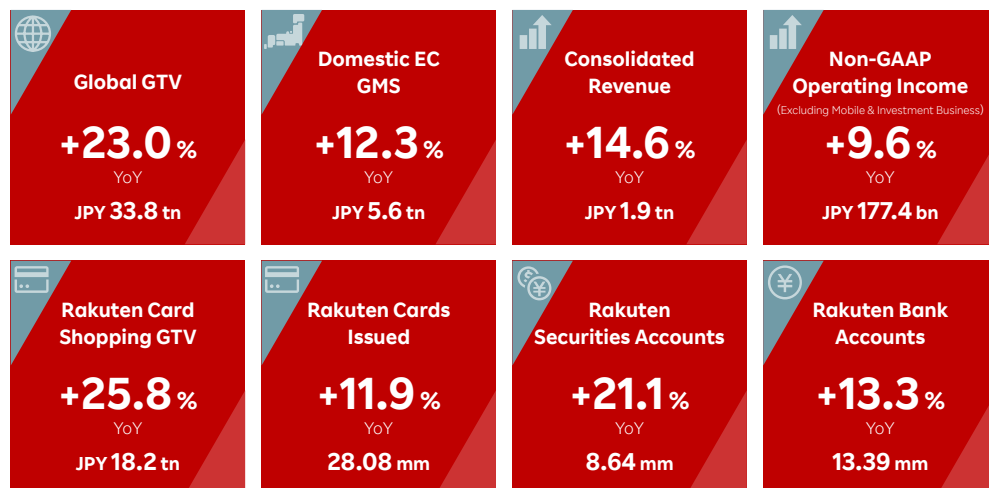 Global GTV
+23.0 %
YoY
JPY 33.8 tn
Domestic EC
GMS
+12.3 %
YoY
JPY 5.6 tn
Consolidated
Revenue
+14.6 %
YoY
JPY 1.9 tn
Non-GAAP
Operating Income
(Excluding Mobile & Investment Business)
+9.6 %
YoY
JPY 177.4 bn
Rakuten Card
Shopping GTV
+25.8 %
YoY
JPY 18.2 tn
Rakuten Cards
Issued
+11.9 %
YoY
28.08 mm
Rakuten
Securities Accounts
+21.1 %
YoY
8.64 mm
Rakuten Bank
Accounts
+13.3 %
YoY
13.39 mm